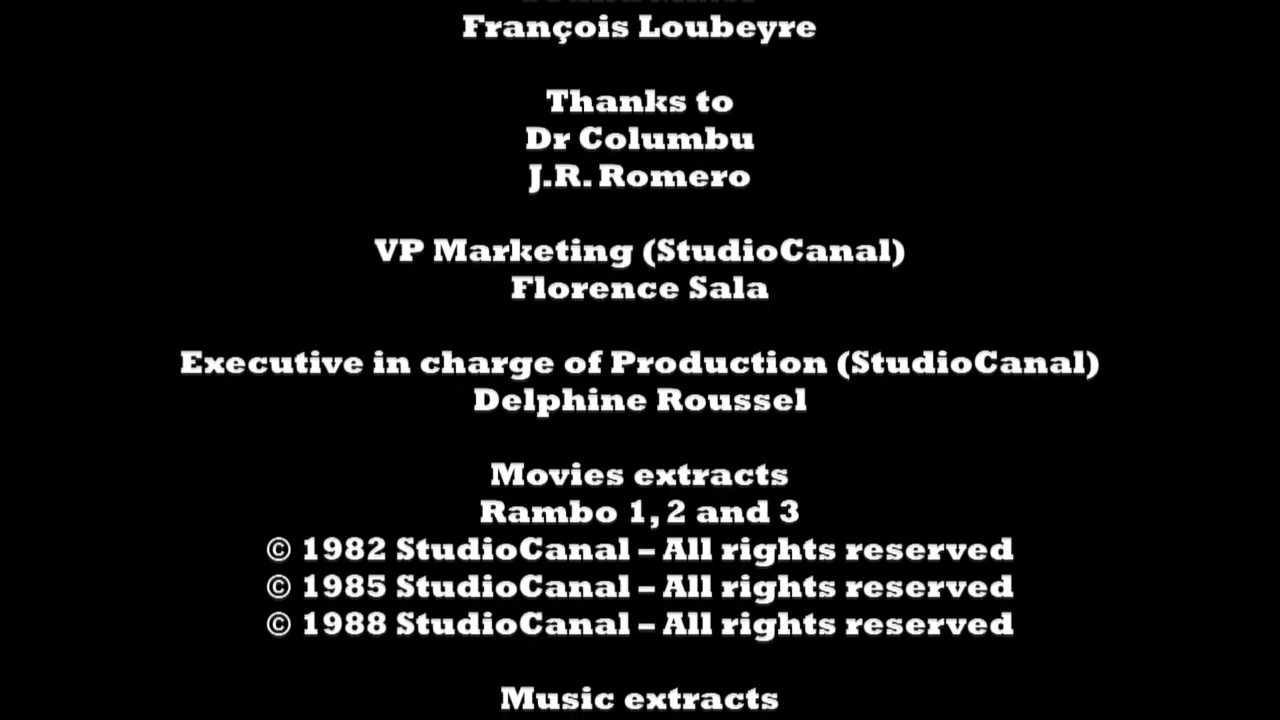 François Loubeyre
Thanks to
Dr Columbu
J.R. Romero
VP Marketing (StudioCanal)
Florence Sala
Executive in charge of Production (StudioCanal)
Delphine Roussel
Movies extracts
Rambo 1, 2 and 3
© 1982 StudioCanal – All rights reserved
© 1985 StudioCanal – All rights reserved
© 1988 StudioCanal – All rights reserved
Music extracts